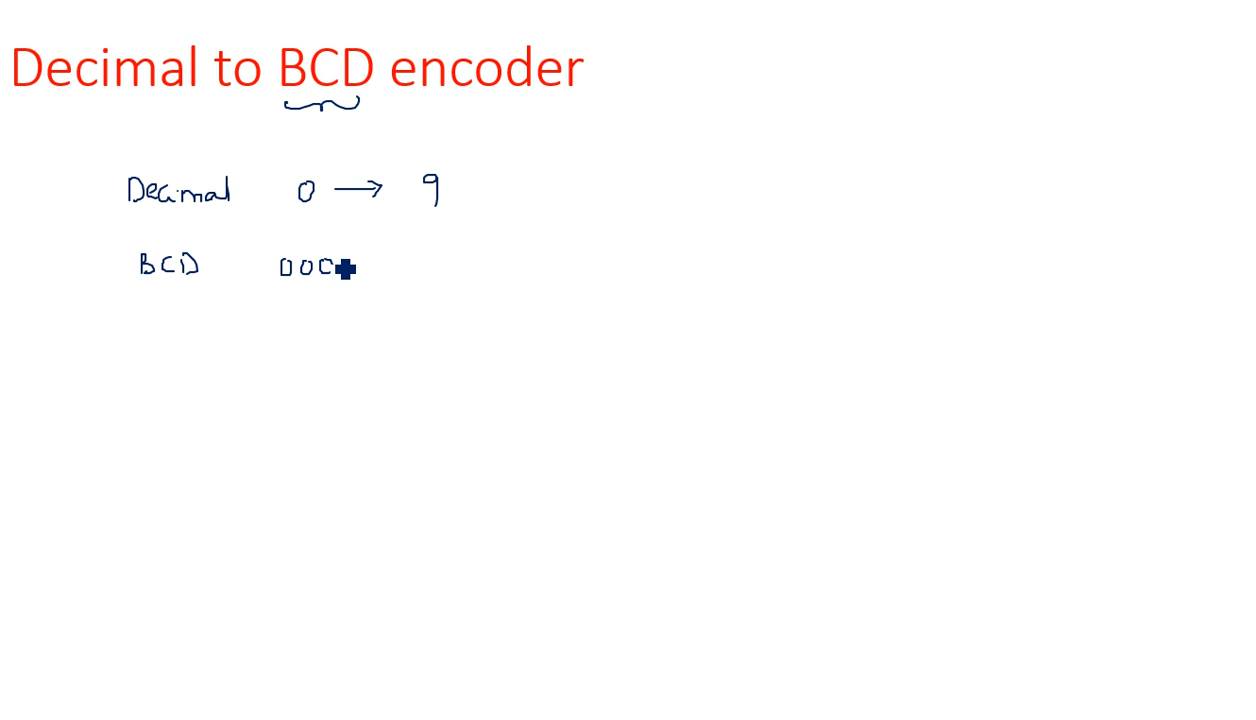 Decimal to BCD encoder
Decimal 0 → 9
BCD 000